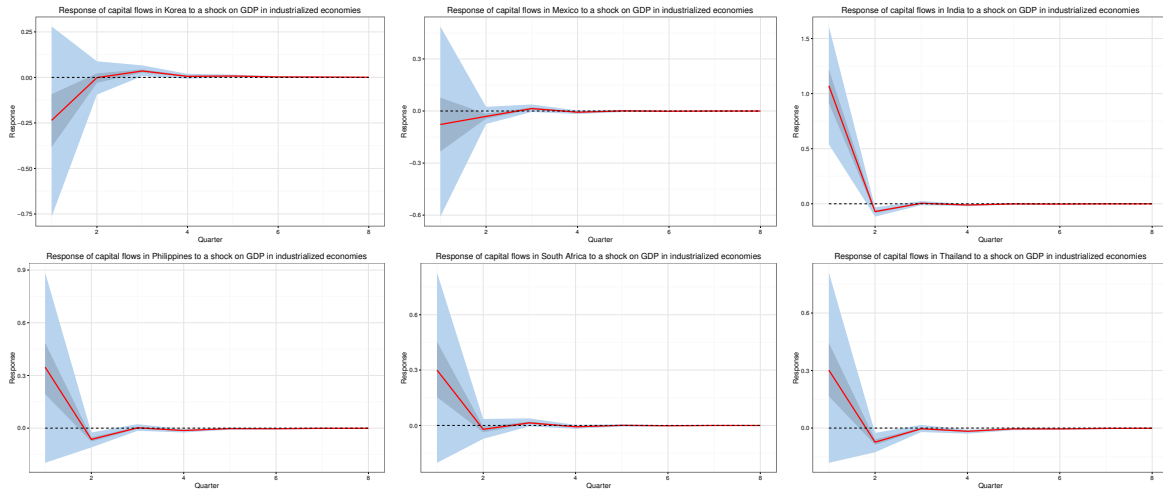 Response of capital flows in Korea to a shock on GDP in industrialized economies
0.25
0.00
−0.25
−0.50
−0.75
Response
2
4
6
8
Quarter
Response of capital flows in Mexico to a shock on GDP in industrialized economies
0.3
0.0
−0.3
−0.6
Response
2
4
6
8
Quarter
Response of capital flows in India to a shock on GDP in industrialized economies
1.5
1.0
0.5
0.0
Response
2
4
6
8
Quarter
Response of capital flows in Philippines to a shock on GDP in industrialized economies
0.9
0.6
0.3
0.0
Response
2
4
6
8
Quarter
Response of capital flows in South Africa to a shock on GDP in industrialized economies
0.6
0.3
0.0
Response
2
4
6
8
Quarter
Response of capital flows in Thailand to a shock on GDP in industrialized economies
0.6
0.3
0.0
Response
2
4
6
8
Quarter